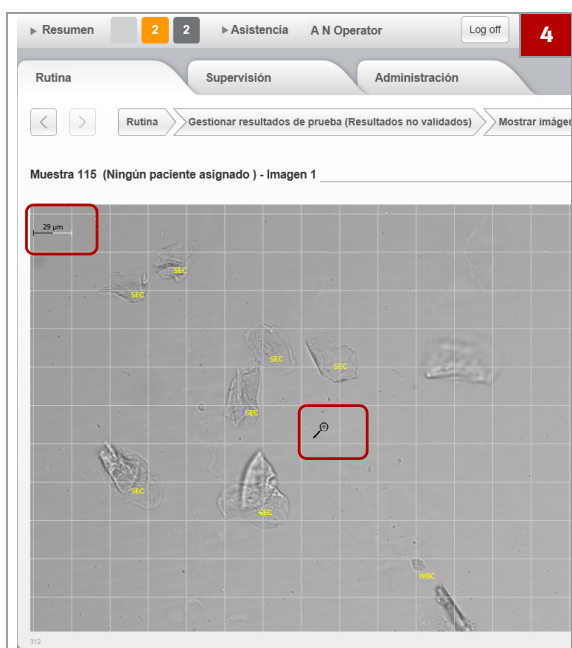 Resumen 2 2 Asistencia A N Operator Log off 4
Rutina Supervisión Administración
Rutina Gestionar resultados de prueba (Resultados no validados) Mostrar imáger
Muestra 115 (Ningún paciente asignado ) - Imagen 1
29 µm
SEC
SEC
SEC
SEC
SEC
SEC
SEC
WBC
312